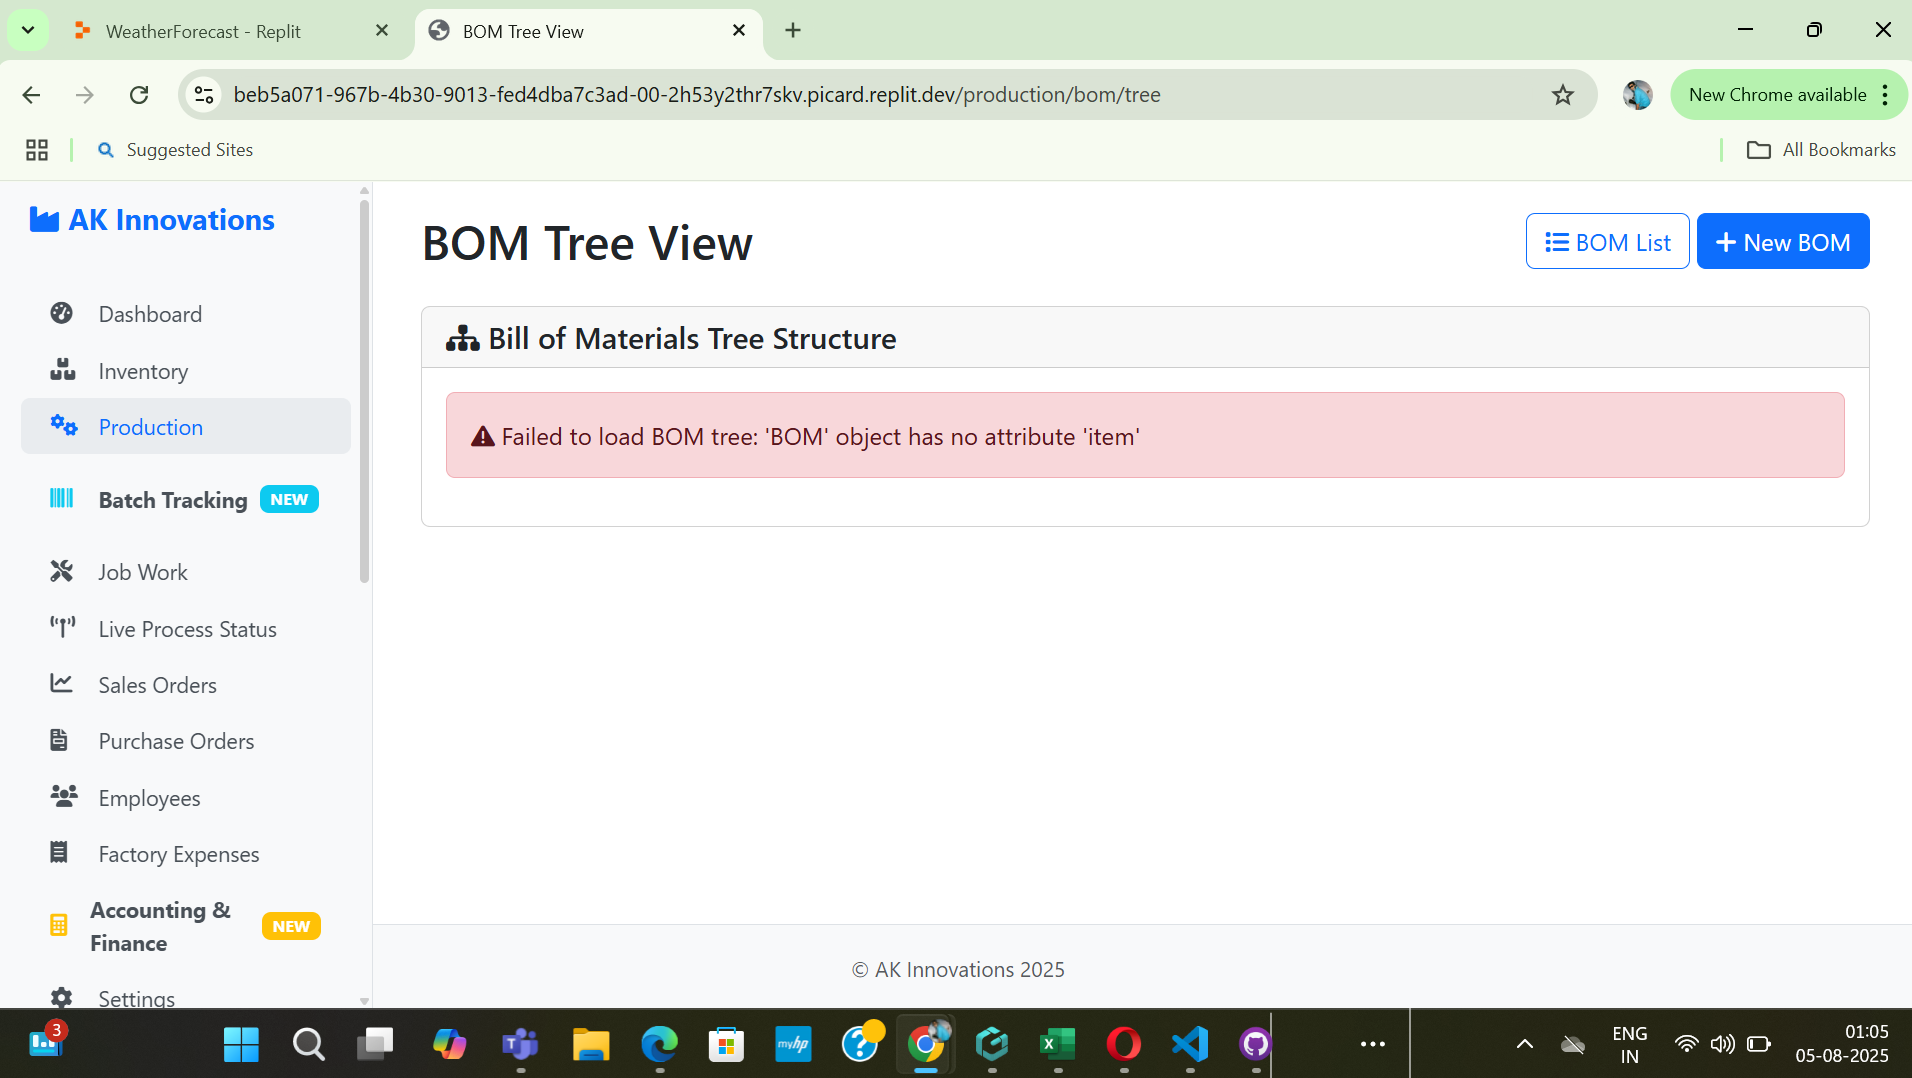 WeatherForecast - Replit
BOM Tree View
beb5a071-967b-4b30-9013-fed4dba7c3ad-00-2h53y2thr7skv.picard.replit.dev/production/bom/tree
New Chrome available
Suggested Sites
All Bookmarks
AK Innovations
Dashboard
Inventory
Production
Batch Tracking NEW
Job Work
Live Process Status
Sales Orders
Purchase Orders
Employees
Factory Expenses
Accounting &
Finance
NEW
Settings
BOM Tree View
BOM List
New BOM
Bill of Materials Tree Structure
Failed to load BOM tree: 'BOM' object has no attribute 'item'
© AK Innovations 2025
3
myhp
ENG
IN
01:05
05-08-2025